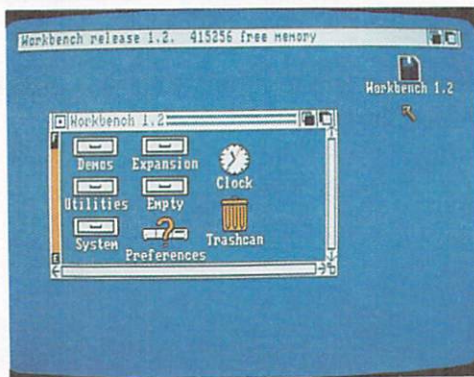 Workbench release 1.2. 415256 free memory
Workbench 1.2
Workbench 1.2
Demos Expansion Clock
Utilities Empty
System Preferences Trashcan